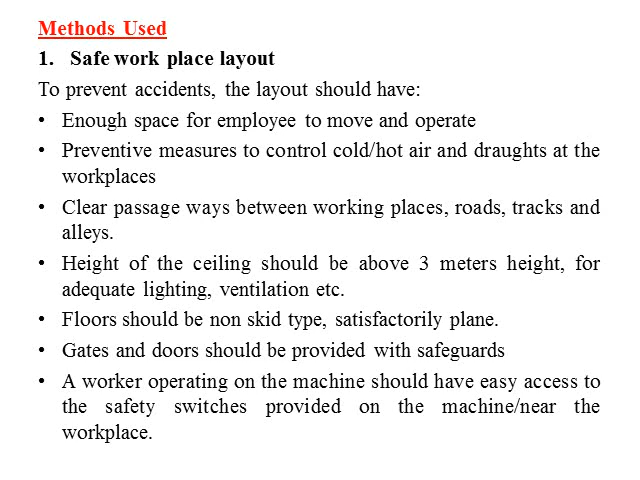 Methods Used
1. Safe work place layout
To prevent accidents, the layout should have:
• Enough space for employee to move and operate
• Preventive measures to control cold/hot air and draughts at the
workplaces
• Clear passage ways between working places, roads, tracks and
alleys.
• Height of the ceiling should be above 3 meters height, for
adequate lighting, ventilation etc.
• Floors should be non skid type, satisfactorily plane.
• Gates and doors should be provided with safeguards
• A worker operating on the machine should have easy access to
the safety switches provided on the machine/near the
workplace.